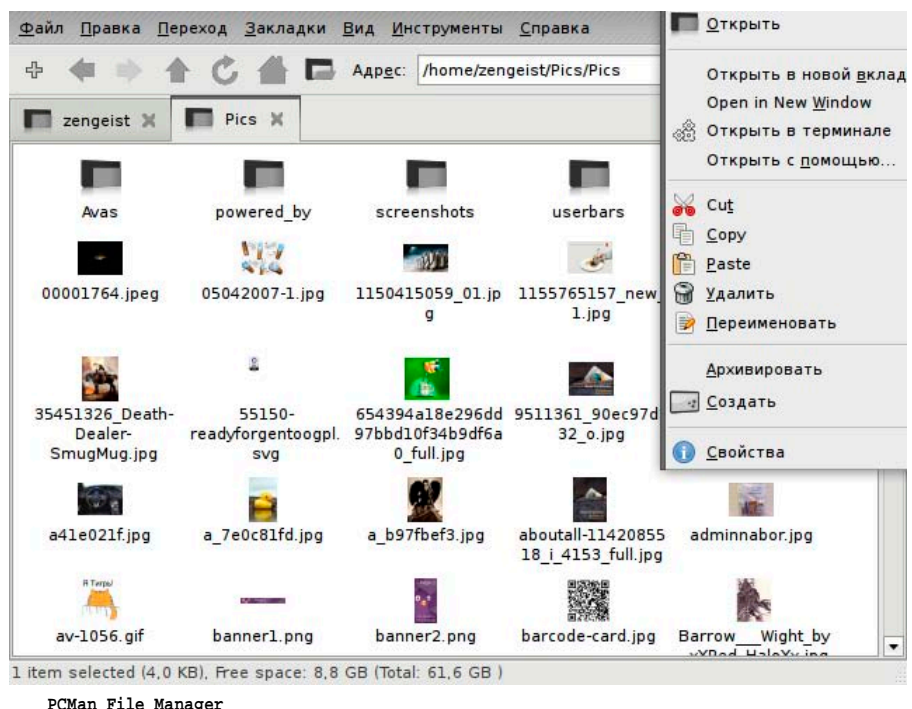 Файл Правка Переход Закладки Вид Инструменты Справка
Адрес: /home/zengeist/Pics/Pics
zengeist Pics
Avas powered_by screenshots userbars
00001764.jpeg 05042007-1.jpg 1150415059_01.jp 1155765157_new_
g 1.jpg
35451326_Death- 55150- 654394a18e296dd 9511361_90ec97d
Dealer- readyforgentoogpl. 97bbd10f34b9df6a 32_o.jpg
SmugMug.jpg svg 0_full.jpg
a41e021f.jpg a_7e0c81fd.jpg a_b97fbef3.jpg aboutall-11420855 adminnabor.jpg
18_i_4153_full.jpg
Я Тигры!
av-1056.gif banner1.png banner2.png barcode-card.jpg Barrow___Wight_by
1 item selected (4,0 KB), Free space: 8,8 GB (Total: 61,6 GB )
Открыть
Открыть в новой вклад
Open in New Window
Открыть в терминале
Открыть с помощью...
Cut
Copy
Paste
Удалить
Переименовать
Архивировать
Создать
Свойства
PCMan File Manager